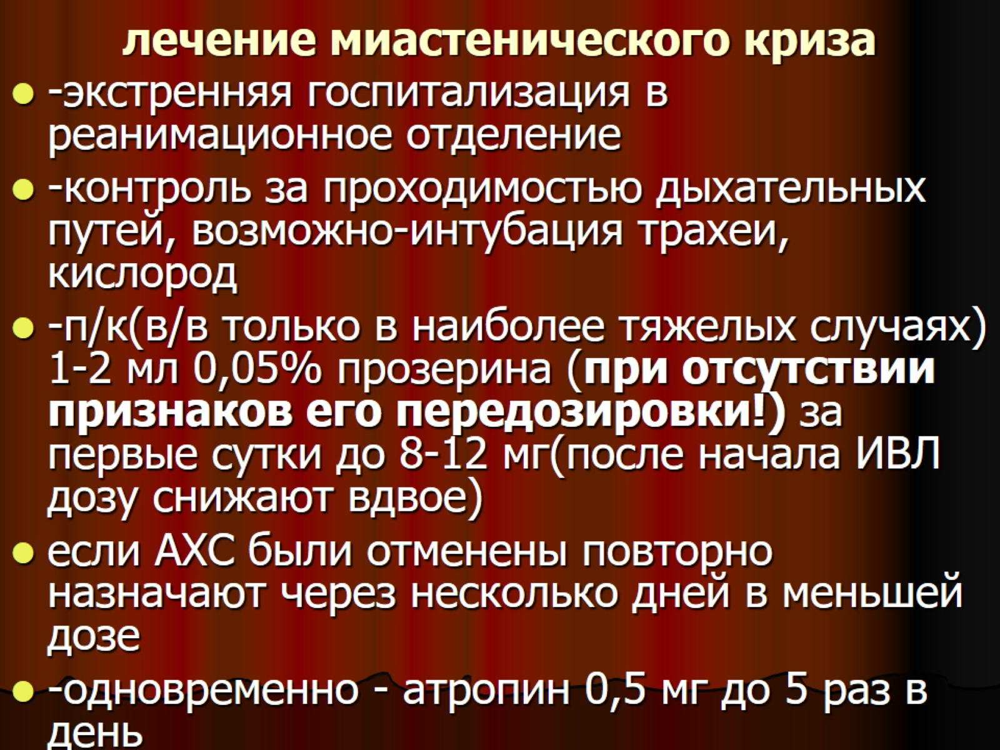 лечение миастенического криза
-экстренняя госпитализация в
реанимационное отделение
-контроль за проходимостью дыхательных
путей, возможно-интубация трахеи,
кислород
-п/к(в/в только в наиболее тяжелых случаях)
1-2 мл 0,05% прозерина (при отсутствии
признаков его передозировки!) за
первые сутки до 8-12 мг(после начала ИВЛ
дозу снижают вдвое)
если АХС были отменены повторно
назначают через несколько дней в меньшей
дозе
-одновременно - атропин 0,5 мг до 5 раз в
день